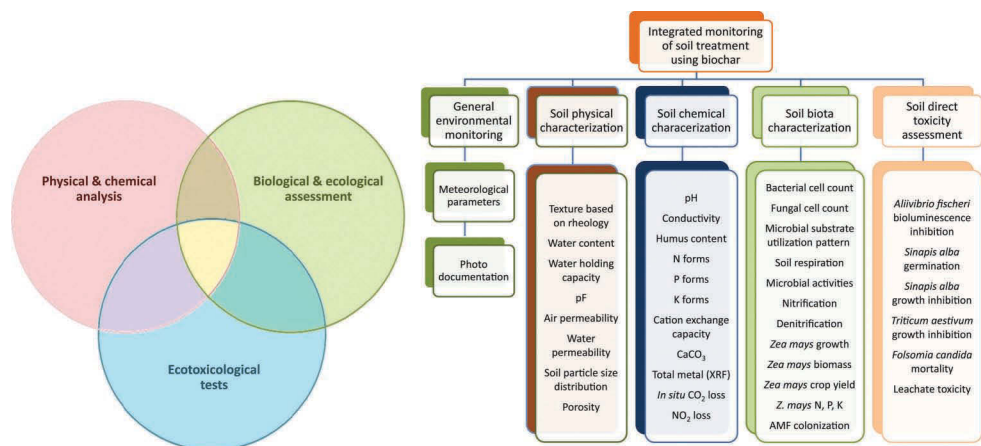 Physical & chemical
analysis
Biological & ecological
assessment
Ecotoxicological
tests
Integrated monitoring
of soil treatment
using biochar
General
environmental
monitoring
Meteorological
parameters
Photo
documentation
Soil physical
characterization
Texture based
on rheology
Water content
Water holding
capacity
pF
Air permeability
Water
permeability
Soil particle size
distribution
Porosity
Soil chemical
characerization
pH
Conductivity
Humus content
N forms
P forms
K forms
Cation exchange
capacity
CaCO₃
Total metal (XRF)
In situ CO₂ loss
NO₂ loss
Soil biota
characterization
Bacterial cell count
Fungal cell count
Microbial substrate
utilization pattern
Soil respiration
Microbial activities
Nitrification
Denitrification
Zea mays growth
Zea mays biomass
Zea mays crop yield
Z. mays N, P, K
AMF colonization
Soil direct
toxicity
assessment
Aliivibrio fischeri
bioluminescence
inhibition
Sinapis alba
germination
Sinapis alba
growth inhibition
Triticum aestivum
growth inhibition
Folsomia candida
mortality
Leachate toxicity